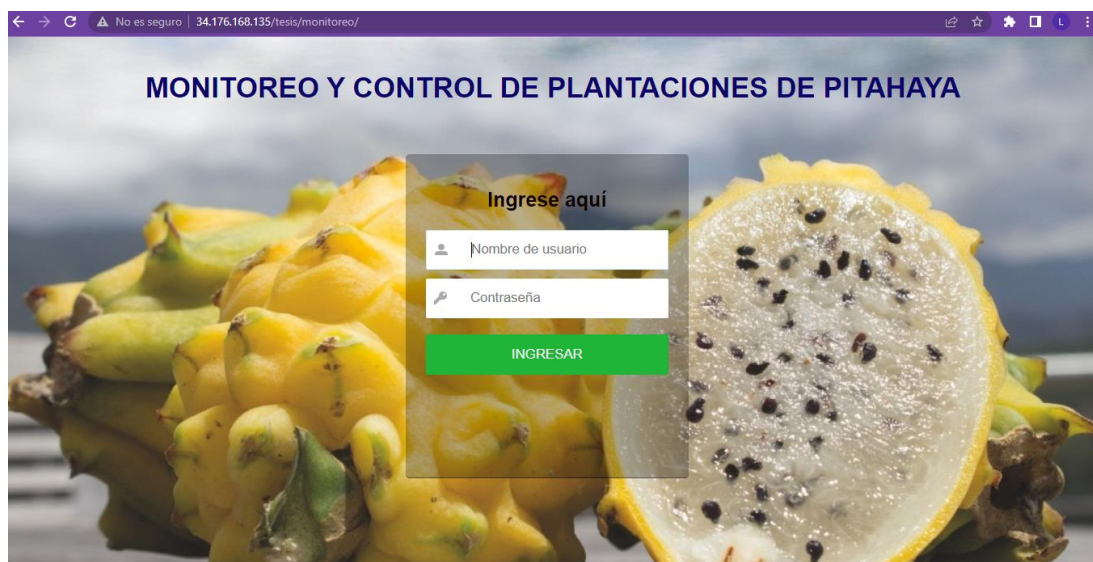 No es seguro 34.176.168.135/tesis/monitoreo/ L
MONITOREO Y CONTROL DE PLANTACIONES DE PITAHAYA
Ingrese aquí
Nombre de usuario
Contraseña
INGRESAR